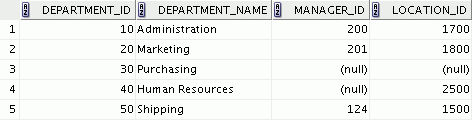 DEPARTMENT_ID DEPARTMENT_NAME MANAGER_ID LOCATION_ID
1 10 Administration 200 1700
2 20 Marketing 201 1800
3 30 Purchasing (null) (null)
4 40 Human Resources (null) 2500
5 50 Shipping 124 1500